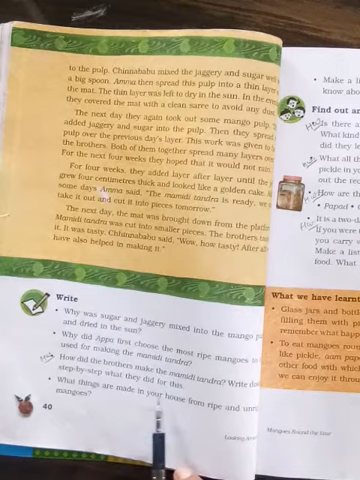 to the pulp. Chinnababu mixed the jaggery and sugar well
a big spoon. Amma then spread this pulp into a thin layer
the mat. The thin layer was left to dry in the sun. In the
they covered the mat with a clean saree to avoid any dust
The next day they again took out some mango pulp.
added jaggery and sugar into the pulp. Then they spread
pulp over the previous day's layer. This work was given to
the brothers. Both of them together spread many layers over
For the next four weeks they hoped that it would not rain
For four weeks, they added layer after layer until the
grew four centimetres thick and looked like a golden cake.
some days Amma said, "The mamidi tandra is ready, we
take it out and cut it into pieces tomorrow."
The next day, the mat was brought down from the
Mamidi tandra was cut into smaller pieces. The brothers
it. It was tasty. Chhinnababu said, "Wow, how tasty! After all
have also helped in making it."
Write
• Why was sugar and jaggery mixed into the mango
and dried in the sun?
• Why did Appa first choose the most ripe mangoes to
used for making the mamidi tandra?
• How did the brothers make the mamidi tandra? Write
step-by-step what they did for this.
• What things are made in your house from ripe and
mangoes?
40
Looking
• Make a
know abou
Find out
• Is there a
What kind
did they
• What all
pickle in
out the
• How are
• Papad •
• It is a
If you were
you carry
Make a list
food. What
What we have
• Glass jars and
filling them with
remember what
• To eat mangoes
like pickle, aam
other food with which
we can enjoy it through
Mangoes Round the Year